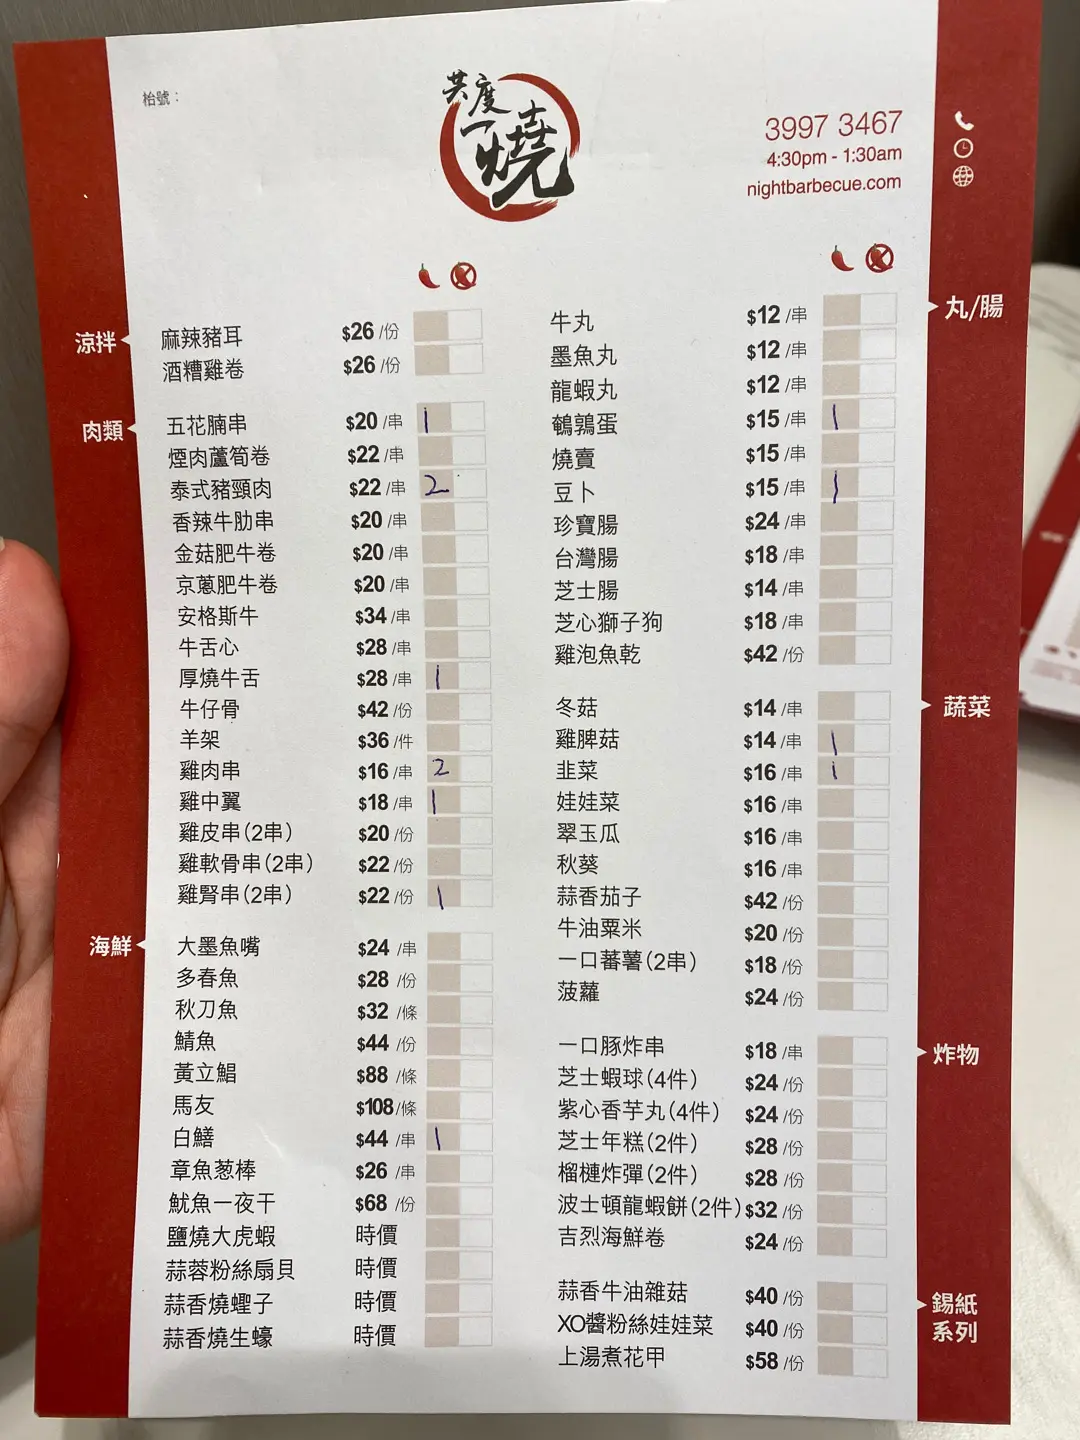 枱號：
共度一燒
3997 3467
4:30pm - 1:30am
nightbarbecue.com
涼拌
麻辣豬耳 $26 /份
酒糟雞卷 $26 /份
肉類
五花腩串 $20 /串 1
煙肉蘆筍卷 $22 /串
泰式豬頸肉 $22 /串 2
香辣牛肋串 $20 /串
金菇肥牛卷 $20 /串
京蔥肥牛卷 $20 /串
安格斯牛 $34 /串
牛舌心 $28 /串
厚燒牛舌 $28 /串 1
牛仔骨 $42 /份
羊架 $36 /件
雞肉串 $16 /串 2
雞中翼 $18 /串 1
雞皮串(2串) $20 /份
雞軟骨串(2串) $22 /份
雞腎串(2串) $22 /份 1
海鮮
大墨魚嘴 $24 /串
多春魚 $28 /份
秋刀魚 $32 /條
鯖魚 $44 /份
黃立鯧 $88 /條
馬友 $108 /條
白鱔 $44 /串 1
章魚葱棒 $26 /串
魷魚一夜干 $68 /份
鹽燒大虎蝦 時價
蒜蓉粉絲扇貝 時價
蒜香燒蟶子 時價
蒜香燒生蠔 時價
丸/腸
牛丸 $12 /串
墨魚丸 $12 /串
龍蝦丸 $12 /串
鵪鶉蛋 $15 /串 1
燒賣 $15 /串
豆卜 $15 /串 1
珍寶腸 $24 /串
台灣腸 $18 /串
芝士腸 $14 /串
芝心獅子狗 $18 /串
雞泡魚乾 $42 /份
蔬菜
冬菇 $14 /串
雞脾菇 $14 /串 1
韭菜 $16 /串 1
娃娃菜 $16 /串
翠玉瓜 $16 /串
秋葵 $16 /串
蒜香茄子 $42 /份
牛油粟米 $20 /份
一口蕃薯(2串) $18 /份
菠蘿 $24 /份
炸物
一口豚炸串 $18 /串
芝士蝦球(4件) $24 /份
紫心香芋丸(4件) $24 /份
芝士年糕(2件) $28 /份
榴槤炸彈(2件) $28 /份
波士頓龍蝦餅(2件) $32 /份
吉烈海鮮卷 $24 /份
錫紙
系列
蒜香牛油雜菇 $40 /份
XO醬粉絲娃娃菜 $40 /份
上湯煮花甲 $58 /份